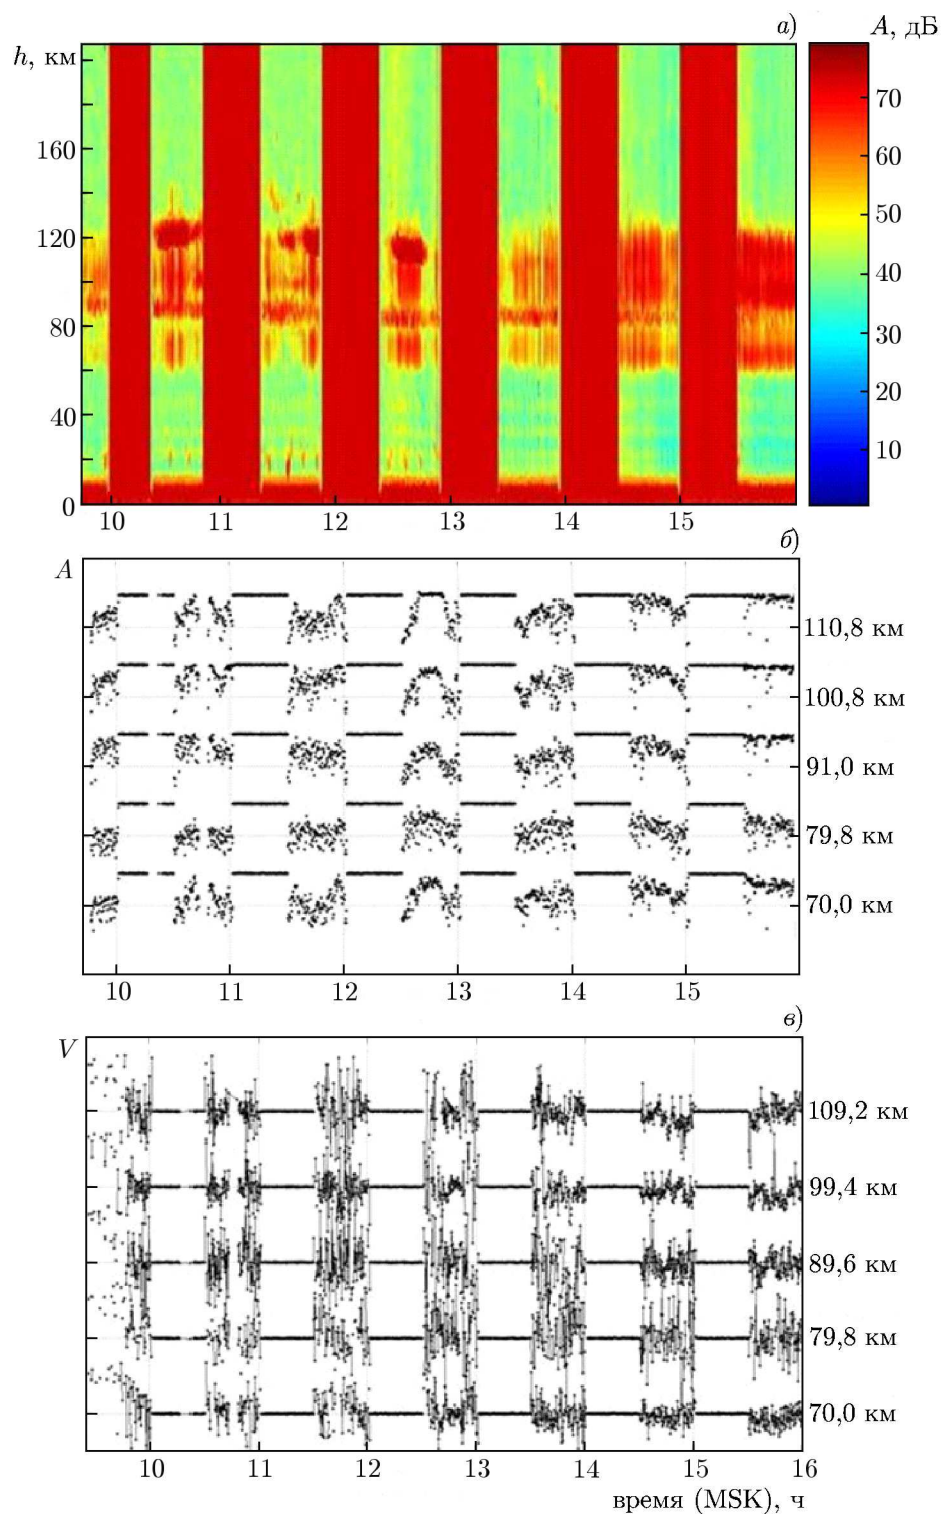 а)
A, дБ
h, км
160
120
80
40
0
70
60
50
40
30
20
10
10 11 12 13 14 15
б)
A
110,8 км
100,8 км
91,0 км
79,8 км
70,0 км
10 11 12 13 14 15
в)
V
109,2 км
99,4 км
89,6 км
79,8 км
70,0 км
10 11 12 13 14 15 16
время (MSK), ч